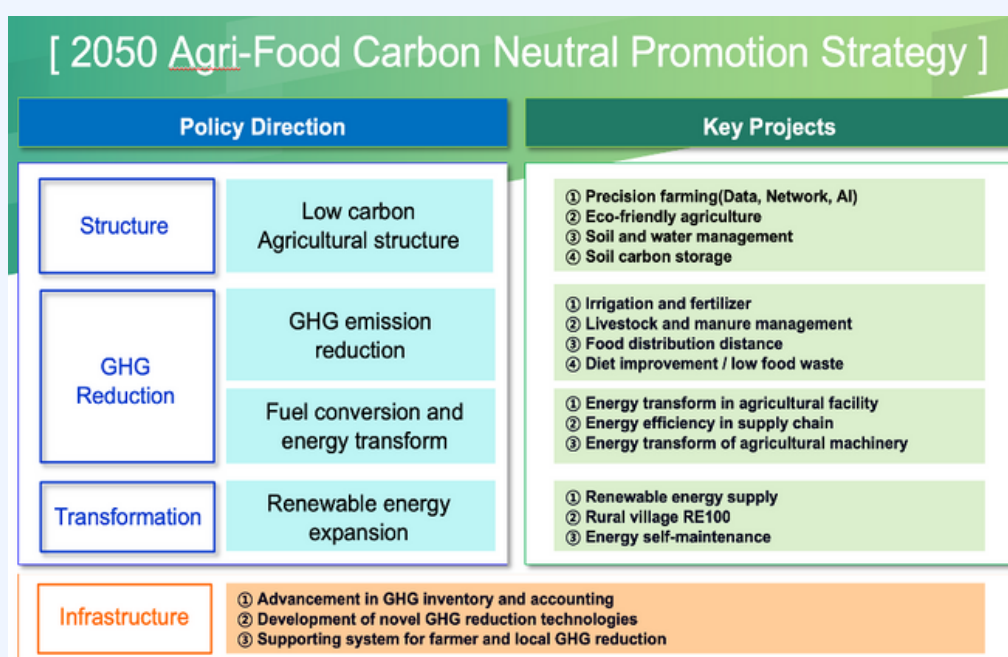 [ 2050 Agri-Food Carbon Neutral Promotion Strategy ]
Policy Direction
Key Projects
Structure
Low carbon
Agricultural structure
① Precision farming(Data, Network, AI)
② Eco-friendly agriculture
③ Soil and water management
④ Soil carbon storage
GHG
Reduction
GHG emission
reduction
① Irrigation and fertilizer
② Livestock and manure management
③ Food distribution distance
④ Diet improvement / low food waste
Fuel conversion and
energy transform
① Energy transform in agricultural facility
② Energy efficiency in supply chain
③ Energy transform of agricultural machinery
Transformation
Renewable energy
expansion
① Renewable energy supply
② Rural village RE100
③ Energy self-maintenance
Infrastructure
① Advancement in GHG inventory and accounting
② Development of novel GHG reduction technologies
③ Supporting system for farmer and local GHG reduction